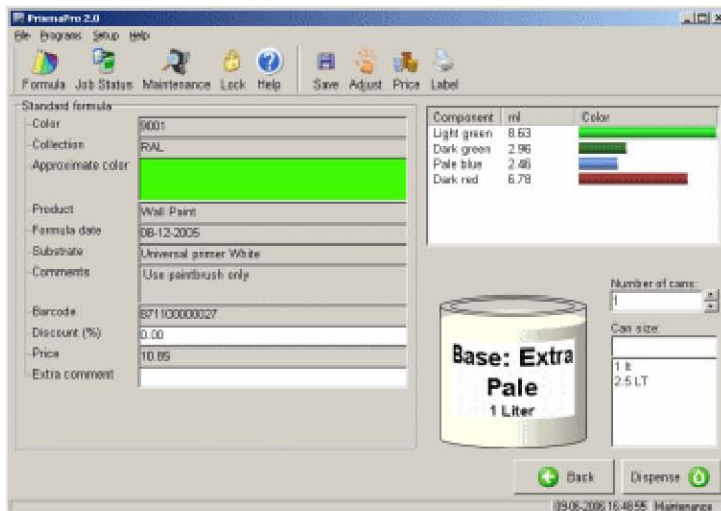 PrismaPro 2.0
File Programs Setup Help
Formula Job Status Maintenance Lock Help Save Adjust Price Label
Standard formula
Color 9001
Collection RAL
Approximate color
Product Wall Paint
Formula date 08-12-2005
Substrate Universal primer White
Comments Use paintbrush only
Barcode 871100000027
Discount (%) 0.00
Price 10.85
Extra comment
Component ml Color
Light green 8.63
Dark green 2.96
Pale blue 2.46
Dark red 6.78
Number of cans:
1
Can size:
1 lt
2.5 LT
Base: Extra
Pale
1 Liter
Back Dispense
09-06-2006 16:48:55 Maintenance